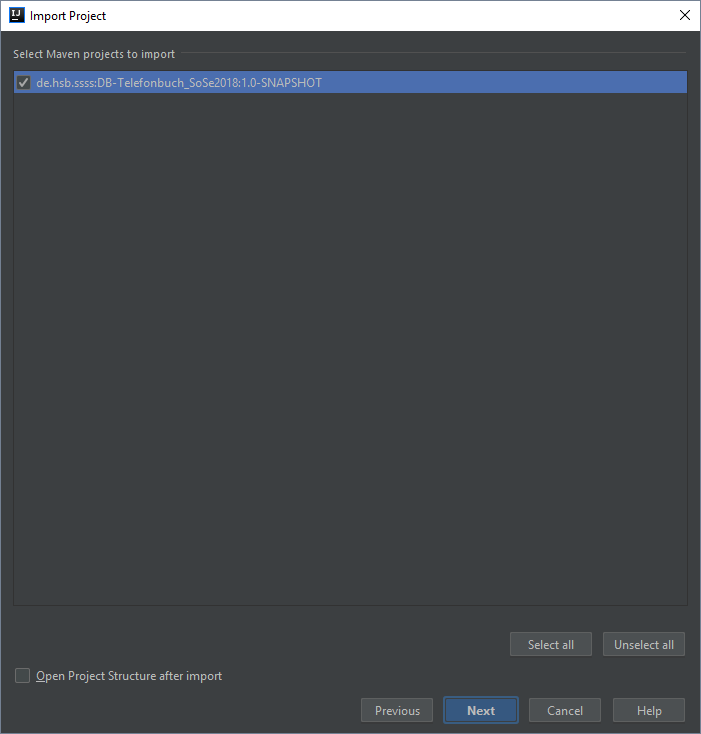 IJ
Import Project
Select Maven projects to import
de.hsb.ssss:DB-Telefonbuch_SoSe2018:1.0-SNAPSHOT
Select all
Unselect all
Open Project Structure after import
Previous
Next
Cancel
Help